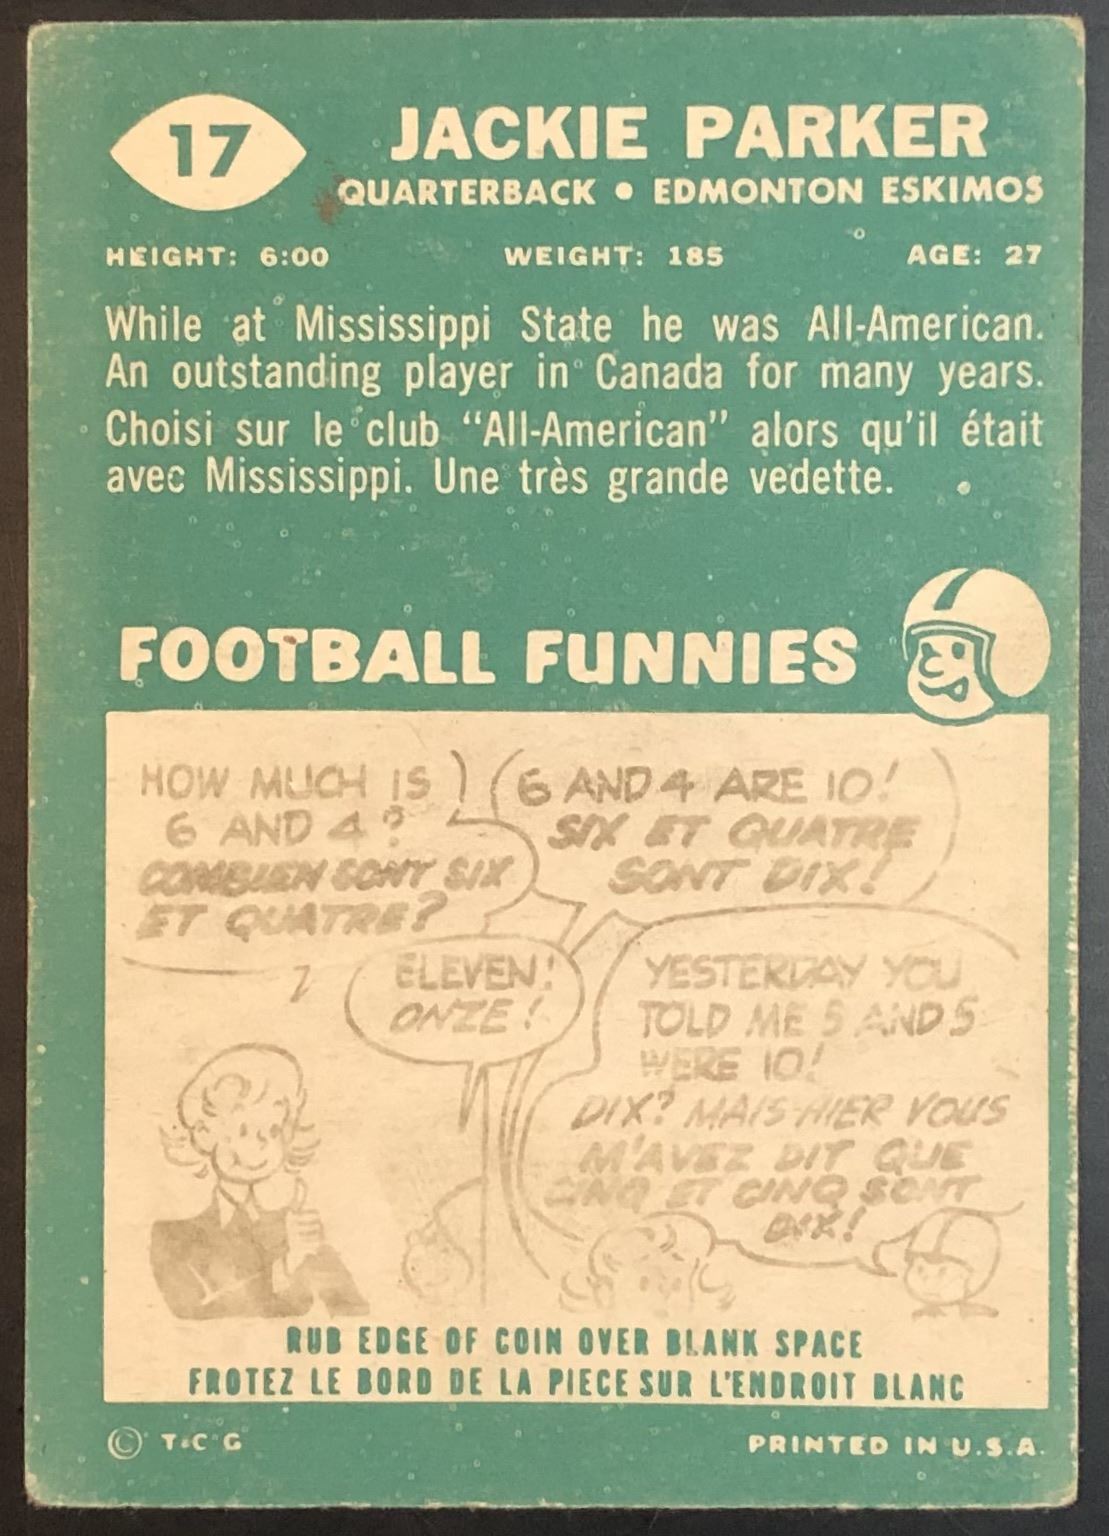 17
JACKIE PARKER
QUARTERBACK • EDMONTON ESKIMOS
HEIGHT: 6:00 WEIGHT: 185 AGE: 27
While at Mississippi State he was All-American.
An outstanding player in Canada for many years.
Choisi sur le club "All-American" alors qu'il était
avec Mississippi. Une très grande vedette.
FOOTBALL FUNNIES
HOW MUCH IS
6 AND 4?
COMBIEN SONT SIX
ET QUATRE?
6 AND 4 ARE 10!
SIX ET QUATRE
SONT DIX!
ELEVEN!
ONZE!
YESTERDAY YOU
TOLD ME 5 AND 5
WERE 10!
DIX? MAIS HIER VOUS
M'AVEZ DIT QUE
CINQ ET CINQ SONT
DIX!
RUB EDGE OF COIN OVER BLANK SPACE
FROTEZ LE BORD DE LA PIECE SUR L'ENDROIT BLANC
© T.C.G
PRINTED IN U.S.A.